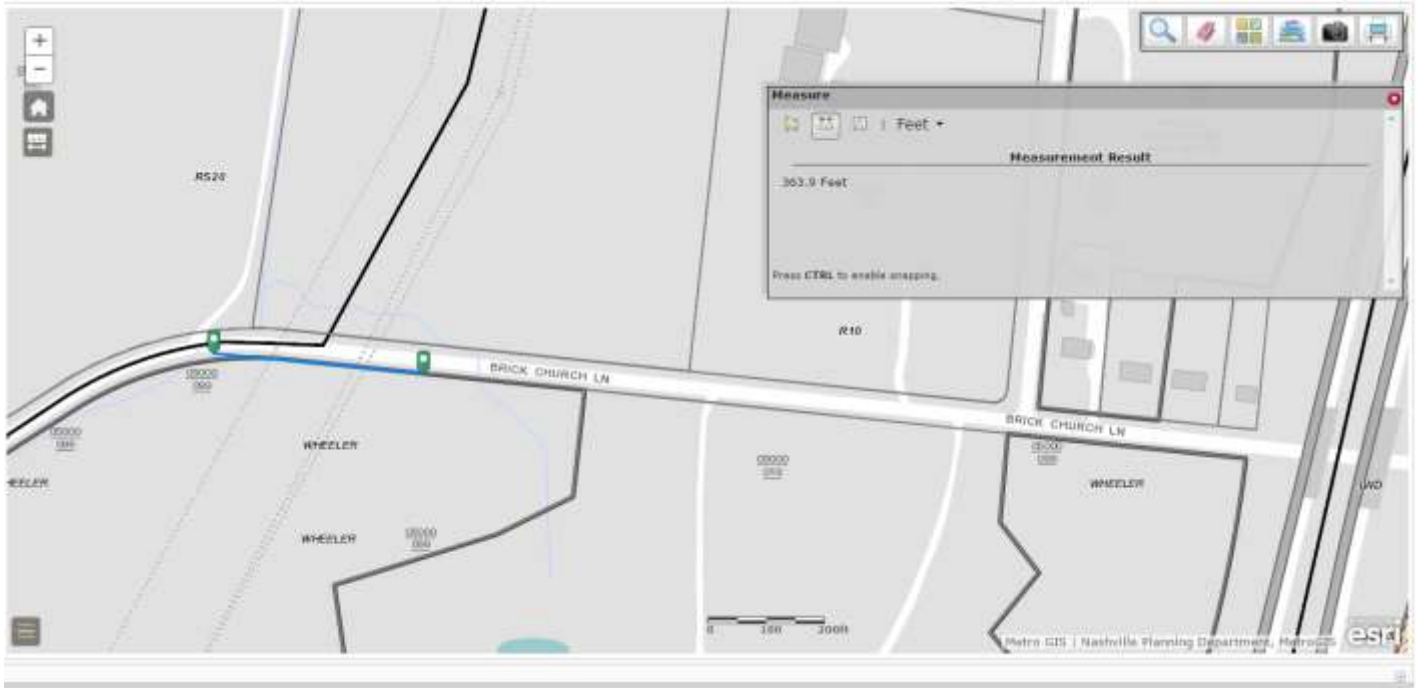 +
−
Measure
Feet
Measurement Result
363.9 Feet
Press CTRL to enable snapping.
RS20
R10
BRICK CHURCH LN
BRICK CHURCH LN
WHEELER
WHEELER
WHEELER
0 100 200ft
Metro GIS | Nashville Planning Department, MetroGIS
esri